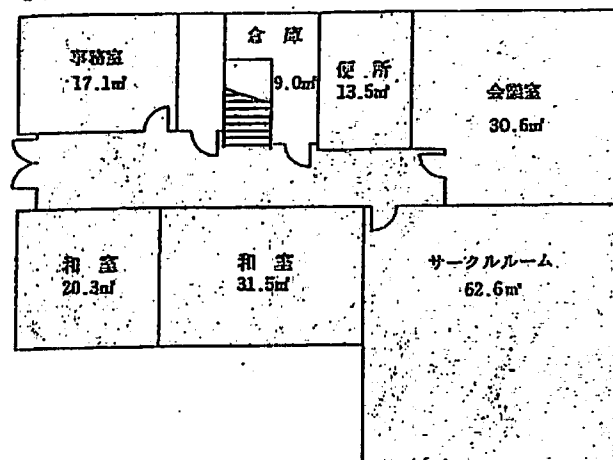 事務室
17.1㎡
倉庫
9.0㎡
便所
13.5㎡
会議室
30.6㎡
和室
20.3㎡
和室
31.5㎡
サークルルーム
62.6㎡